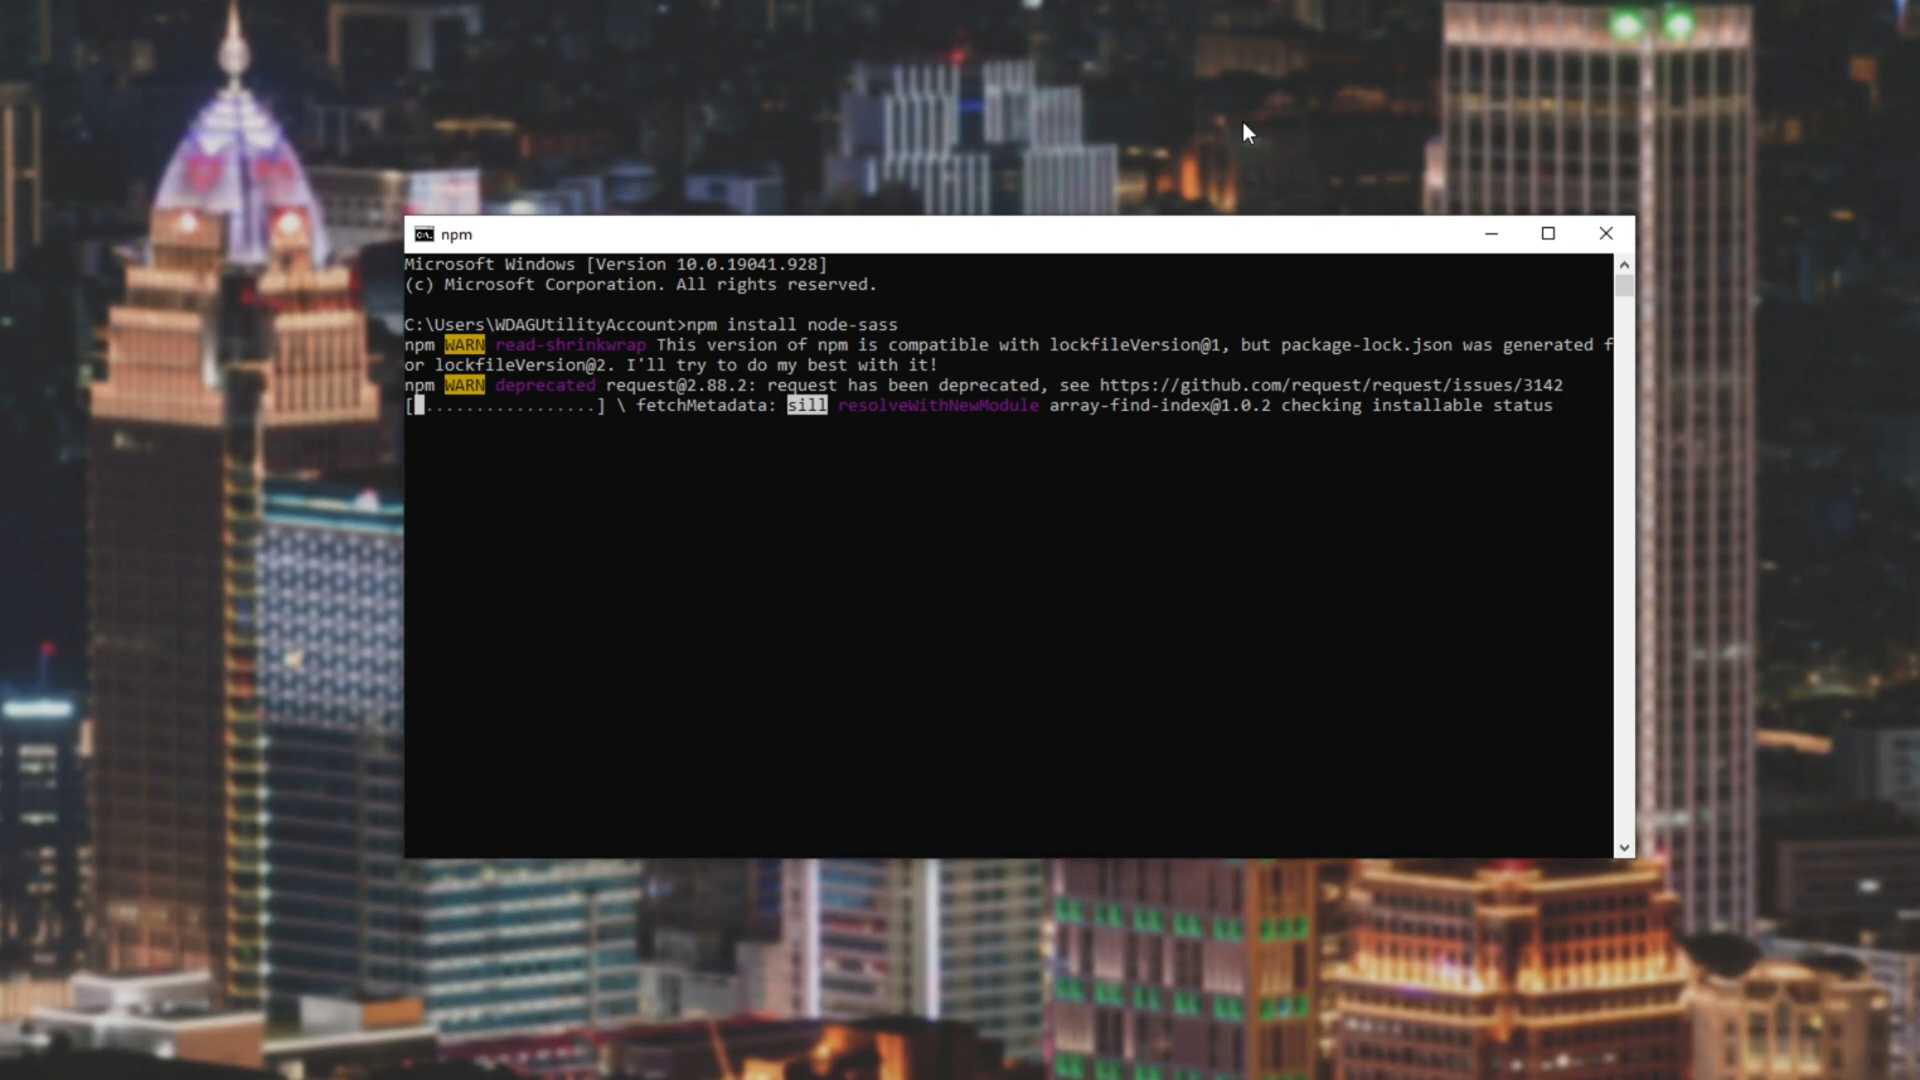 npm
Microsoft Windows [Version 10.0.19041.928]
(c) Microsoft Corporation. All rights reserved.
C:\Users\WDAGUtilityAccount>npm install node-sass
npm WARN read-shrinkwrap This version of npm is compatible with lockfileVersion@1, but package-lock.json was generated f
or lockfileVersion@2. I'll try to do my best with it!
npm WARN deprecated request@2.88.2: request has been deprecated, see https://github.com/request/request/issues/3142
[ .................] \ fetchMetadata: sill resolveWithNewModule array-find-index@1.0.2 checking installable status